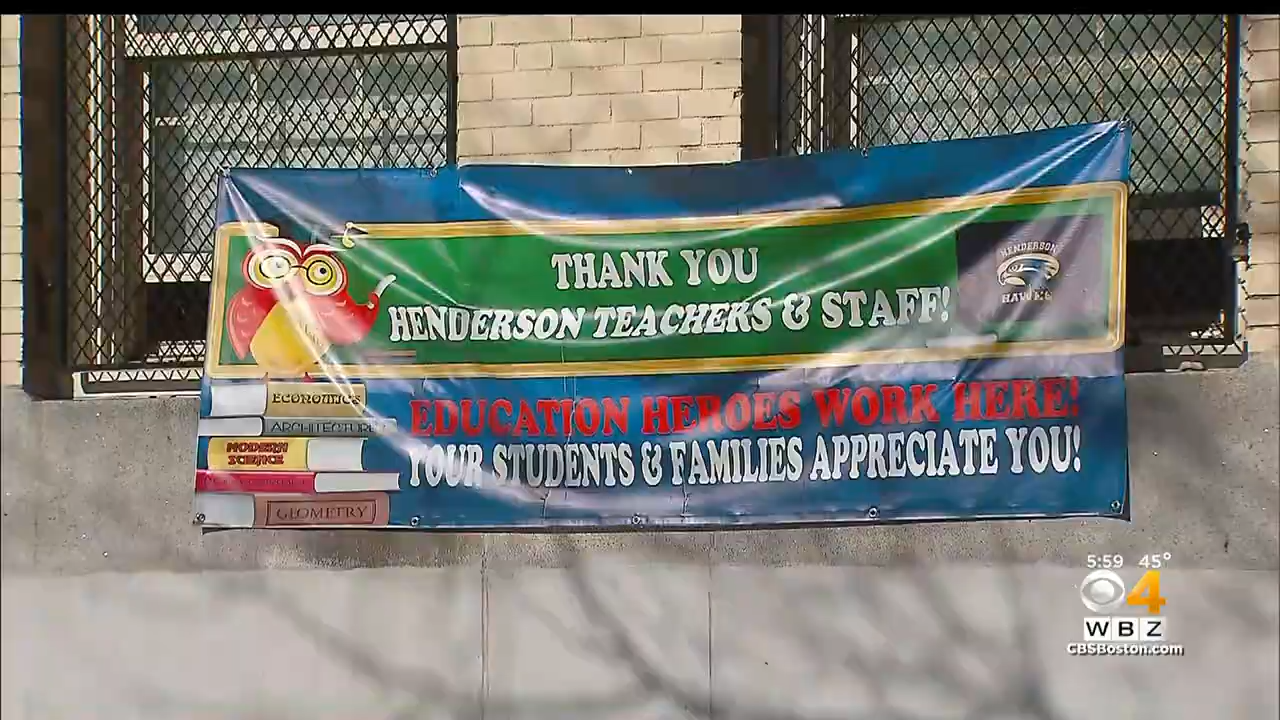 THANK YOU
HENDERSON TEACHERS & STAFF!
HENDERSON
HAWKS
EDUCATION HEROES WORK HERE!
YOUR STUDENTS & FAMILIES APPRECIATE YOU!
ECONOMICS
ARCHITECTURE
MODERN
SCIENCE
GEOMETRY
5:59 45°
4
WBZ
CBSBoston.com